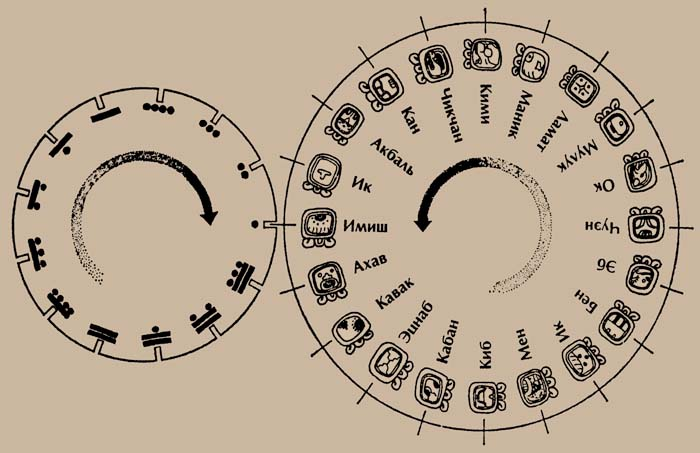 Имиш
Ик
Акбаль
Кан
Чикчан
Кими
Маник
Ламат
Мулук
Ок
Чуэн
Эб
Бен
Ик
Мен
Киб
Кабан
Эцнаб
Кавак
Ахав